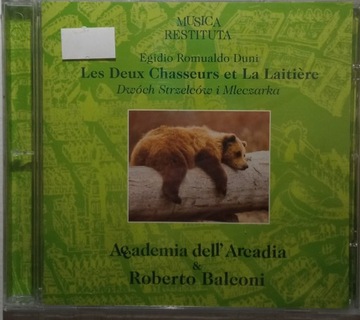 MUSICA
RESTITUTA
Egidio Romualdo Duni
Les Deux Chasseurs et La Laitière
Dwóch Strzelców i Mleczarka
Academia dell'Arcadia
&
Roberto Balconi